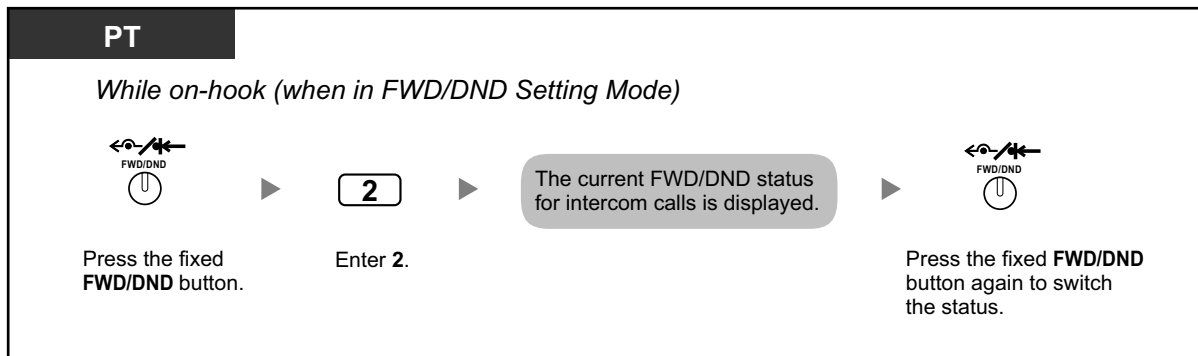 PT
While on-hook (when in FWD/DND Setting Mode)
FWD/DND
Press the fixed
FWD/DND button.
2
Enter 2.
The current FWD/DND status
for intercom calls is displayed.
FWD/DND
Press the fixed FWD/DND
button again to switch
the status.